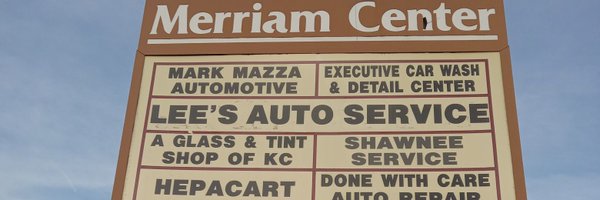 Merriam Center
MARK MAZZA
AUTOMOTIVE
EXECUTIVE CAR WASH
& DETAIL CENTER
LEE'S AUTO SERVICE
A GLASS & TINT
SHOP OF KC
SHAWNEE
SERVICE
HEPACART
DONE WITH CARE
AUTO REPAIR